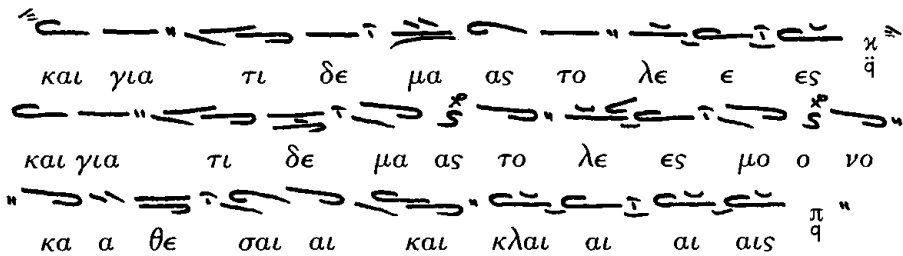 και για τι δε μα ας το λε ε ες
και για τι δε μα ας το λε ες μο ο νο
κα α θε σαι αι και κλαι αι αι αις